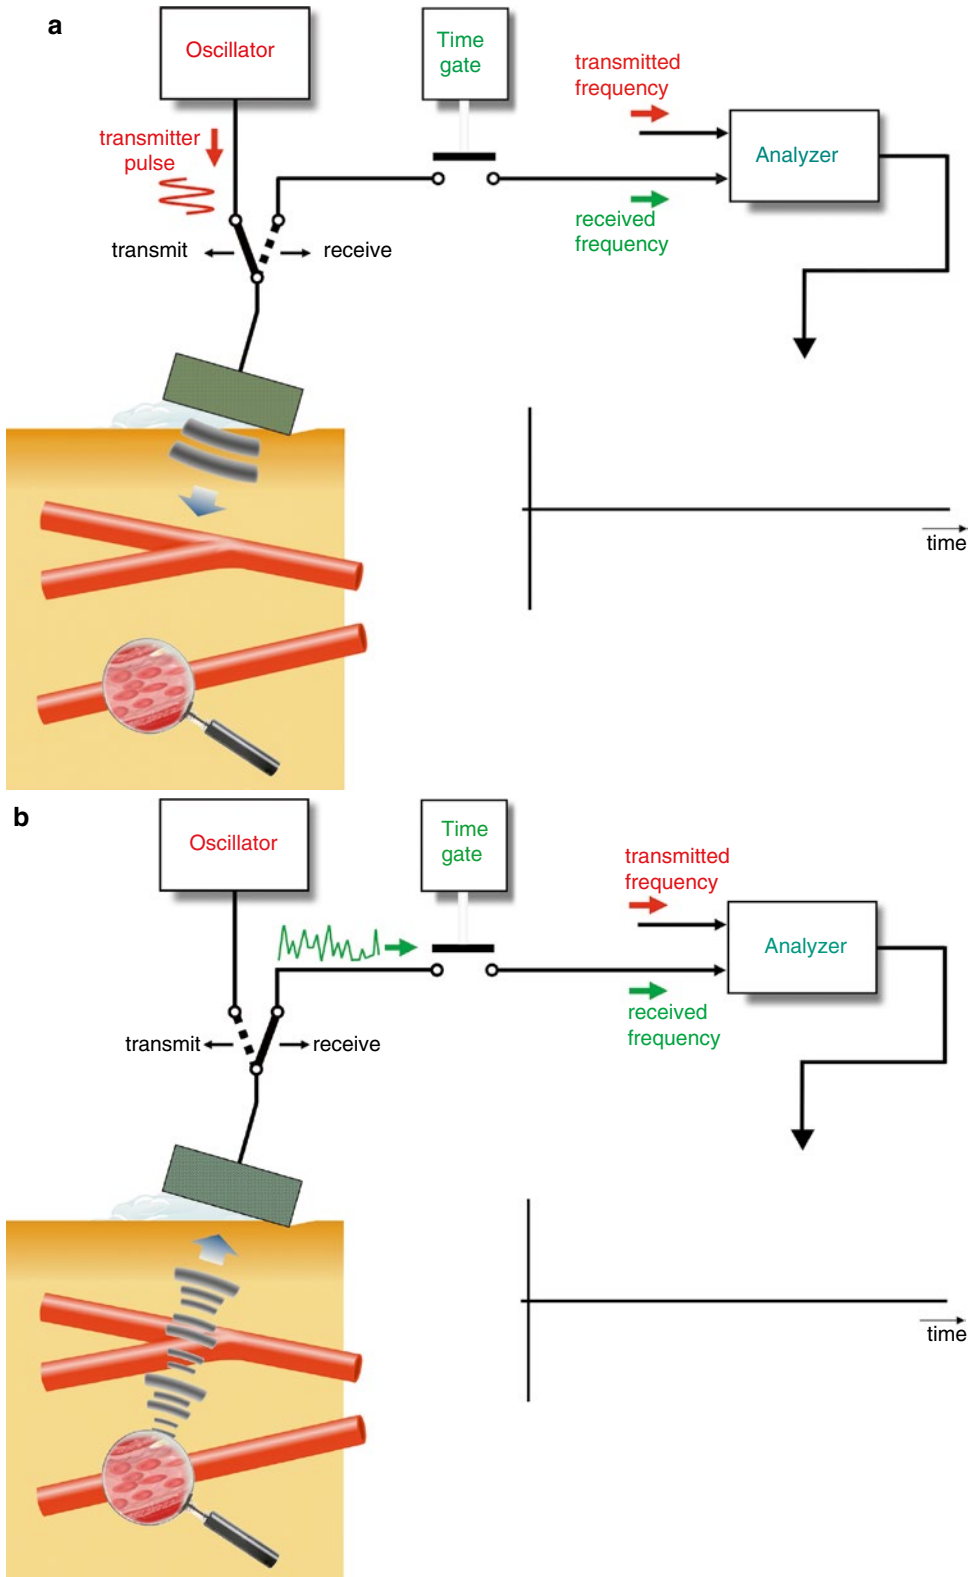 a
Oscillator
Time
gate
transmitted
frequency
transmitter
pulse
Analyzer
received
frequency
transmit
receive
time
b
Oscillator
Time
gate
transmitted
frequency
Analyzer
received
frequency
transmit
receive
time